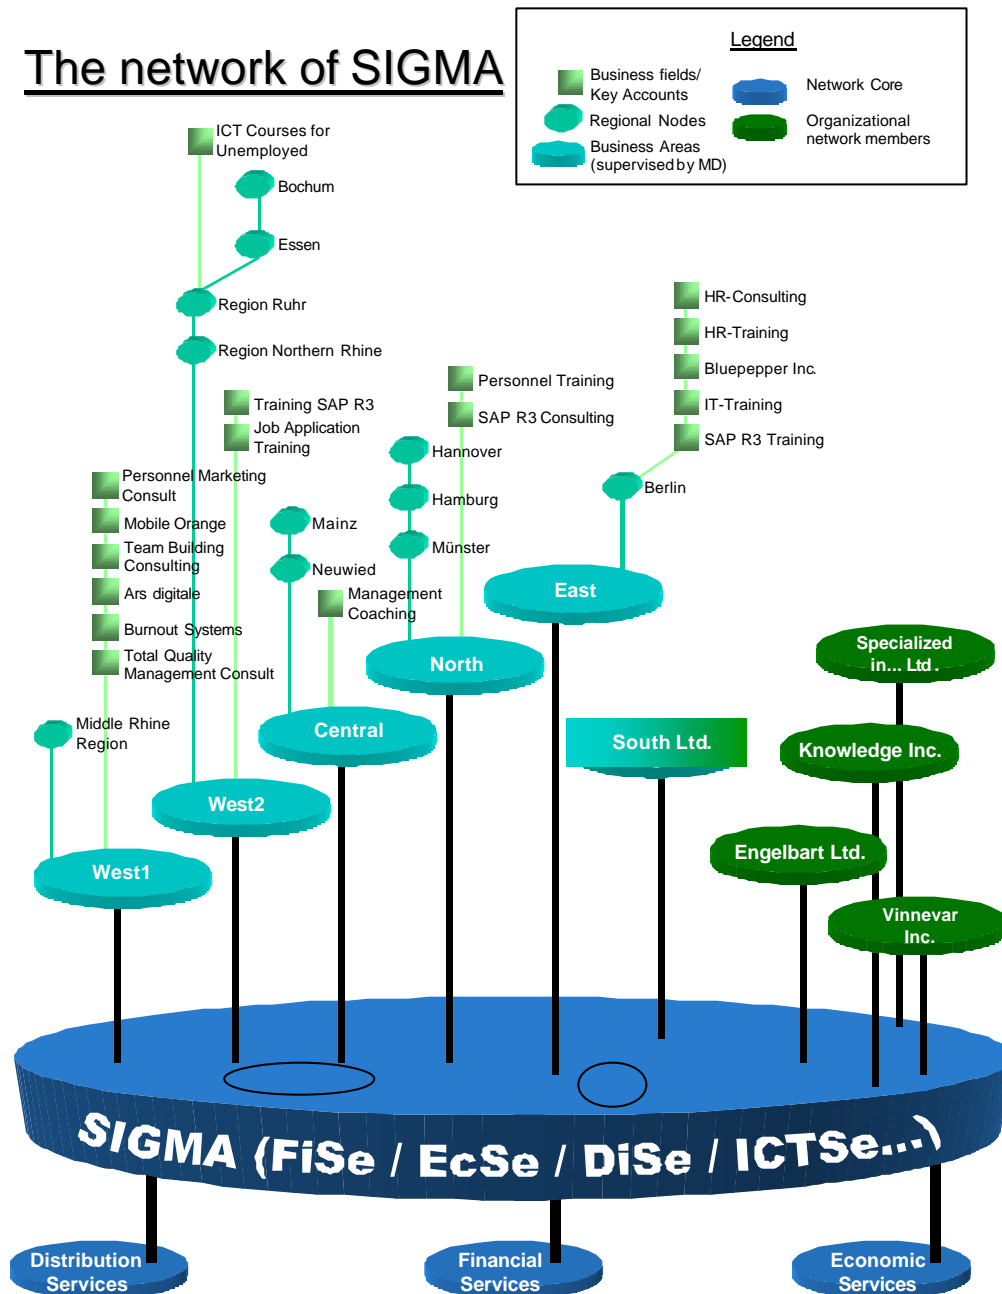 The network of SIGMA
Legend
Business fields/
Key Accounts
Regional Nodes
Business Areas
(supervised by MD)
Network Core
Organizational
network members
ICT Courses for
Unemployed
Bochum
Essen
Region Ruhr
Region Northern Rhine
HR-Consulting
HR-Training
Bluepepper Inc.
IT-Training
SAP R3 Training
Berlin
Personnel Training
SAP R3 Consulting
Training SAP R3
Job Application
Training
Hannover
Hamburg
Münster
Personnel Marketing
Consult
Mobile Orange
Team Building
Consulting
Ars digitale
Burnout Systems
Total Quality
Management Consult
Mainz
Neuwied
Management
Coaching
Middle Rhine
Region
East
North
Central
West2
West1
South Ltd.
Specialized
in... Ltd.
Knowledge Inc.
Engelbart Ltd.
Vinnevar
Inc.
SIGMA (FiSe / EcSe / DiSe / ICTSe...)
Distribution
Services
Financial
Services
Economic
Services